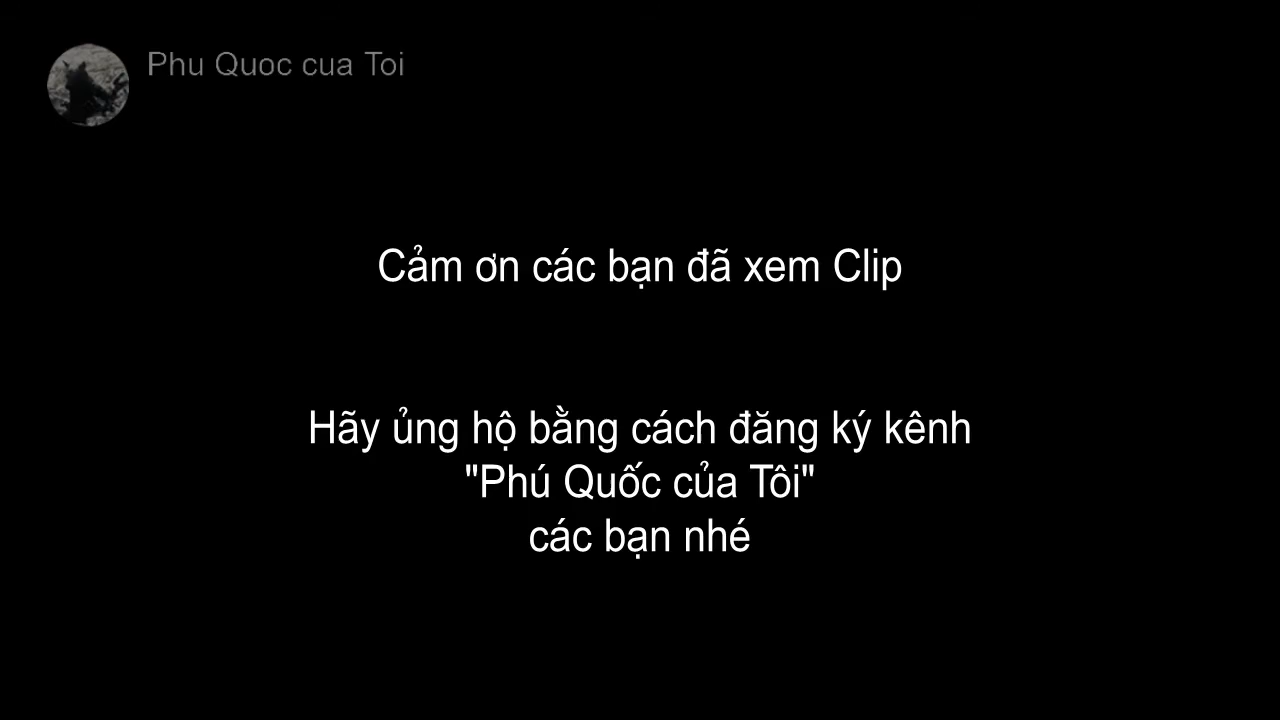 Phu Quoc cua Toi
Cảm ơn các bạn đã xem Clip
Hãy ủng hộ bằng cách đăng ký kênh
"Phú Quốc của Tôi"
các bạn nhé